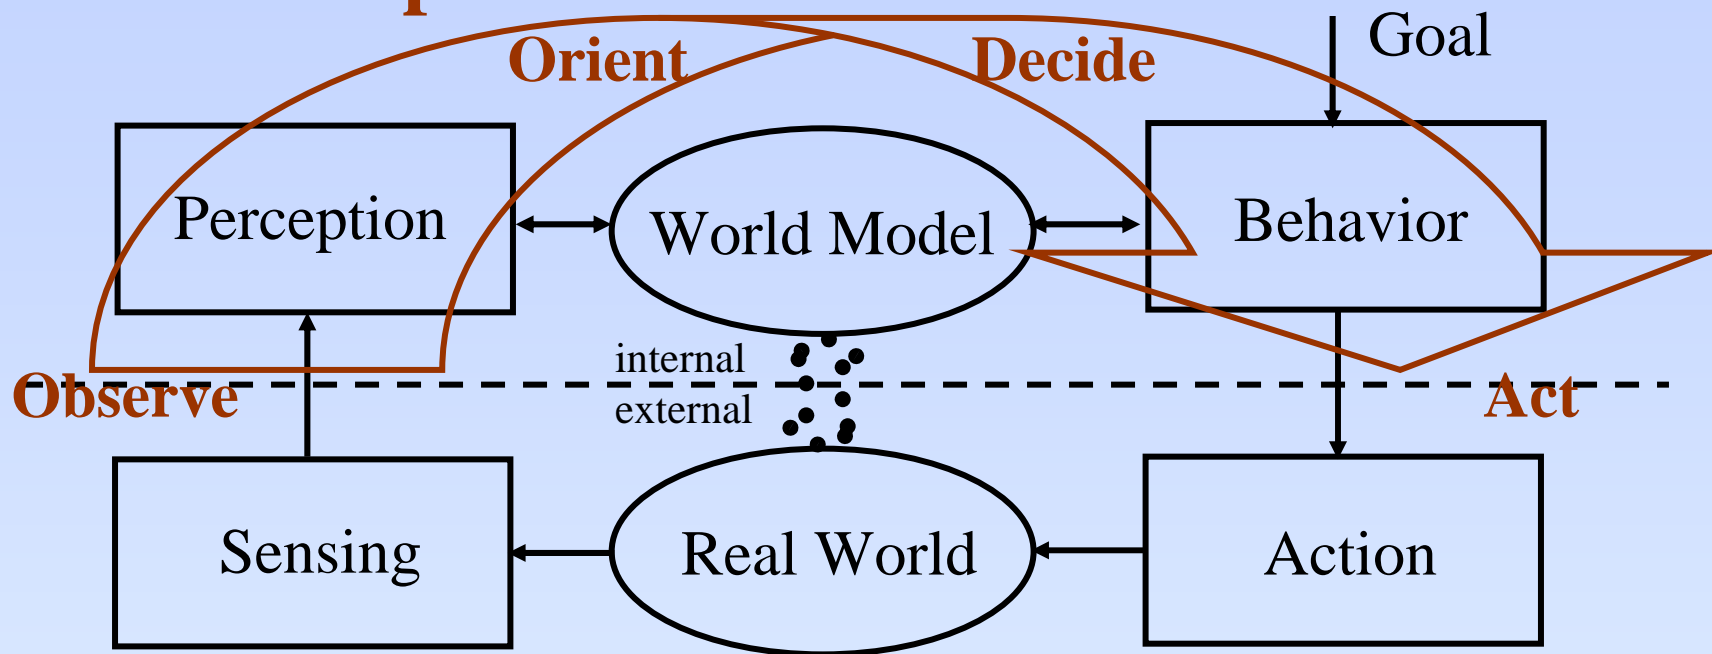 Orient
Decide
Goal
Perception
World Model
Behavior
internal
Observe
external
Act
Sensing
Real World
Action